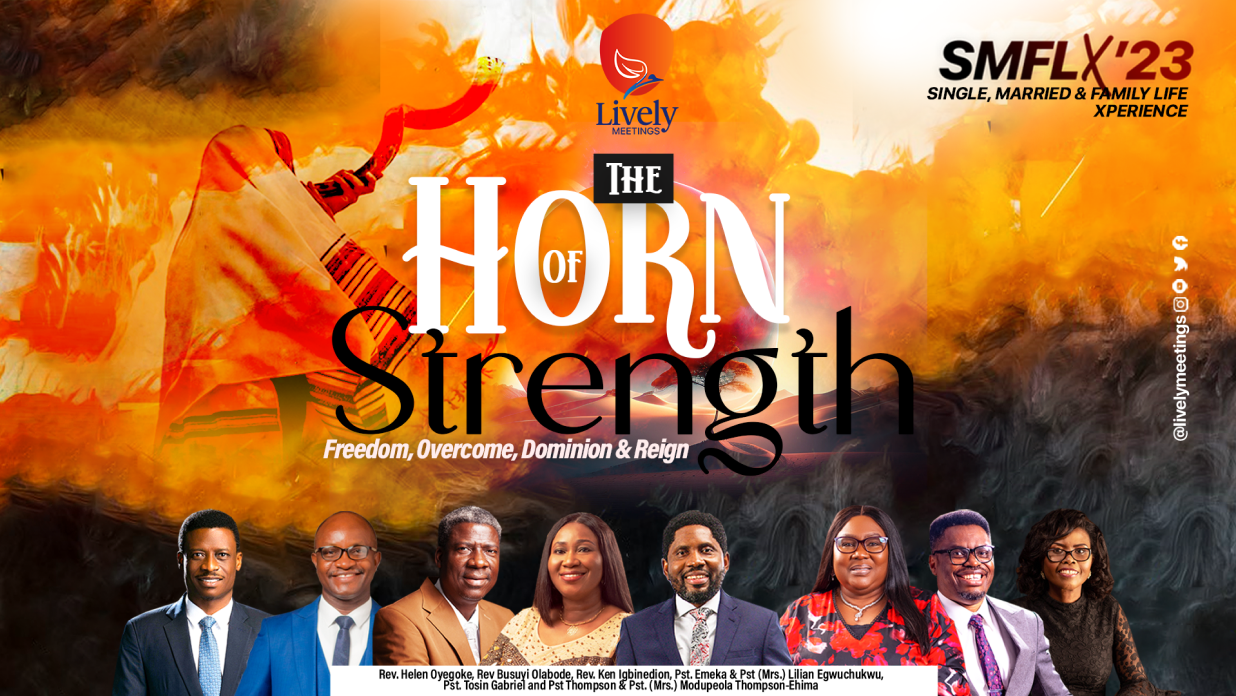 Lively
MEETINGS
SMFLX'23
SINGLE, MARRIED & FAMILY LIFE
XPERIENCE
THE
HORN
OF
Strength
Freedom, Overcome, Dominion & Reign
@livelymeetings
Rev. Helen Oyegoke, Rev Busuyi Olabode, Rev. Ken Igbinedion, Pst. Emeka & Pst (Mrs.) Lilian Egwuchukwu,
Pst. Tosin Gabriel and Pst Thompson & Pst. (Mrs.) Modupeola Thompson-Ehima